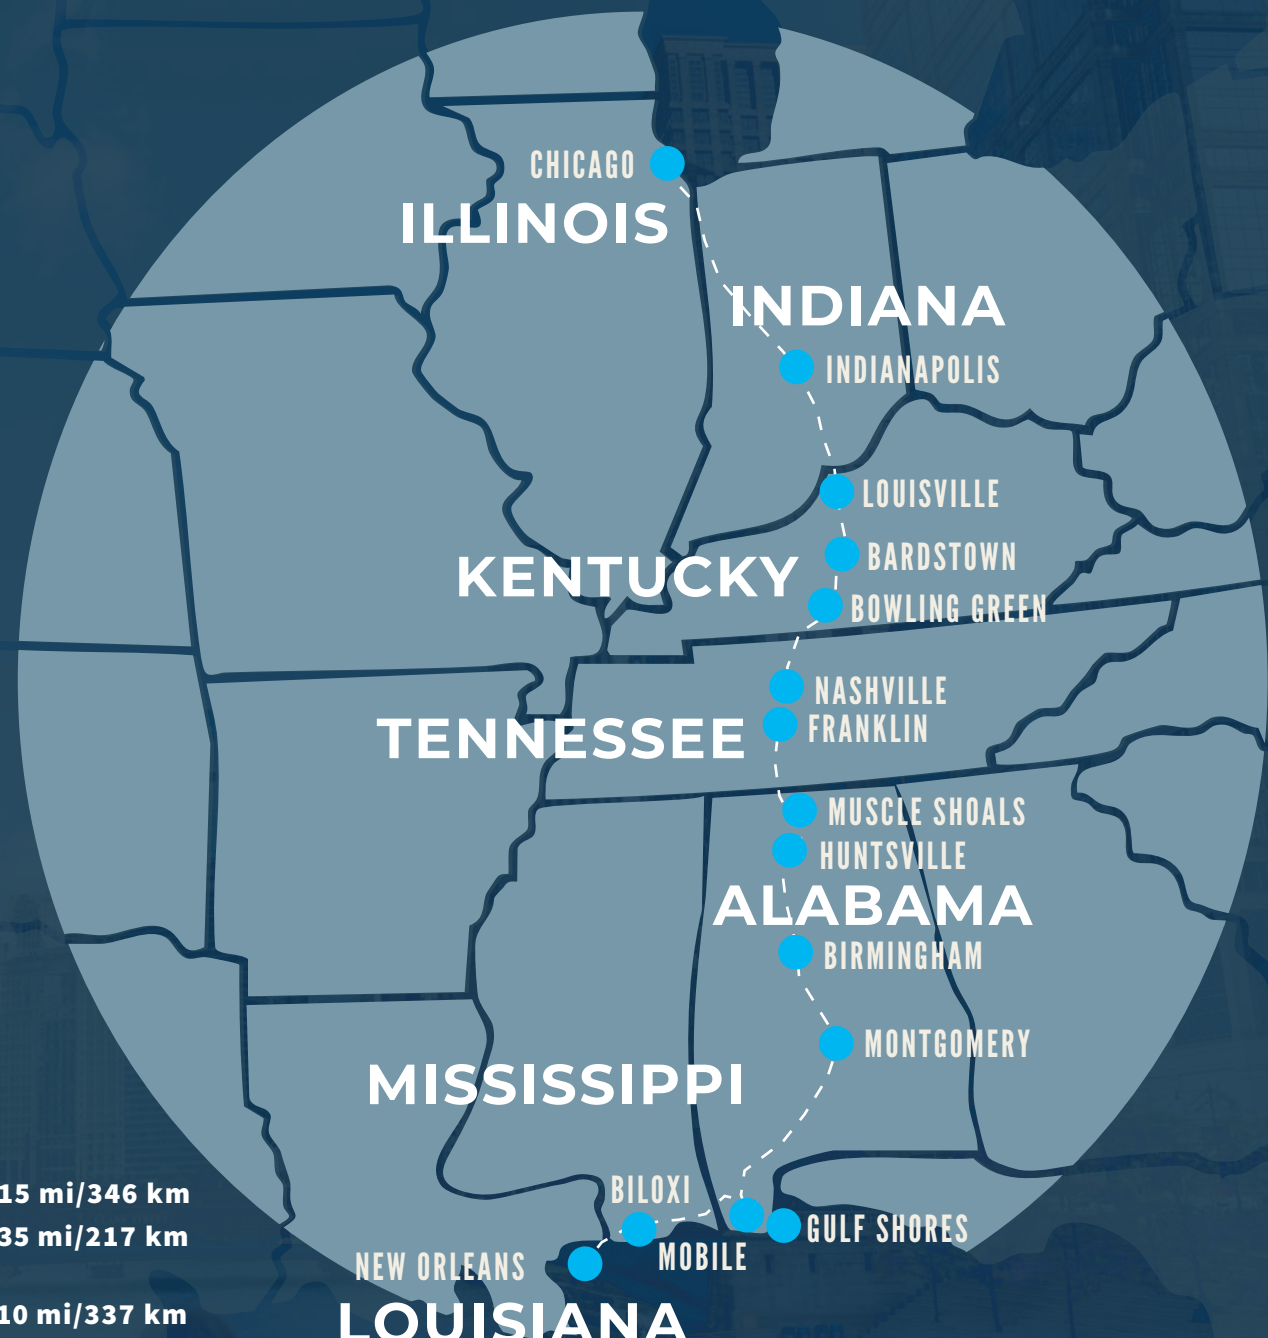 CHICAGO
ILLINOIS
INDIANA
INDIANAPOLIS
LOUISVILLE
BARDSTOWN
KENTUCKY
BOWLING GREEN
NASHVILLE
FRANKLIN
TENNESSEE
MUSCLE SHOALS
HUNTSVILLE
ALABAMA
BIRMINGHAM
MONTGOMERY
MISSISSIPPI
15 mi/346 km
BILOXI
GULF SHORES
35 mi/217 km
MOBILE
NEW ORLEANS
10 mi/337 km
LOUISIANA